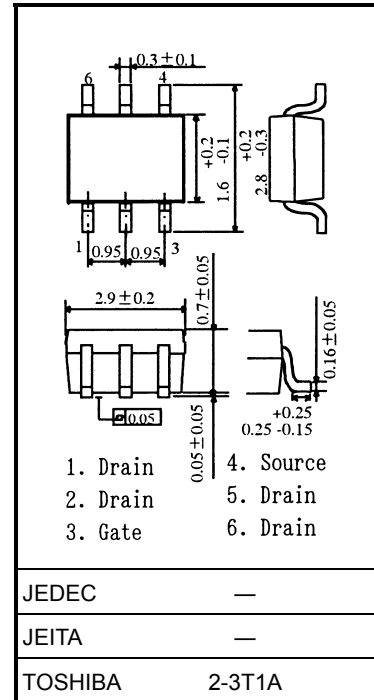 0.3±0.1
6 4
+0.2
1.6 -0.1
+0.2
2.8 -0.3
1 0.95 0.95 3
2.9±0.2
0.7±0.05
0.16±0.05
0.05
0.05±0.05
+0.25
0.25 -0.15
1. Drain
2. Drain
3. Gate
4. Source
5. Drain
6. Drain
JEDEC —
JEITA —
TOSHIBA 2-3T1A